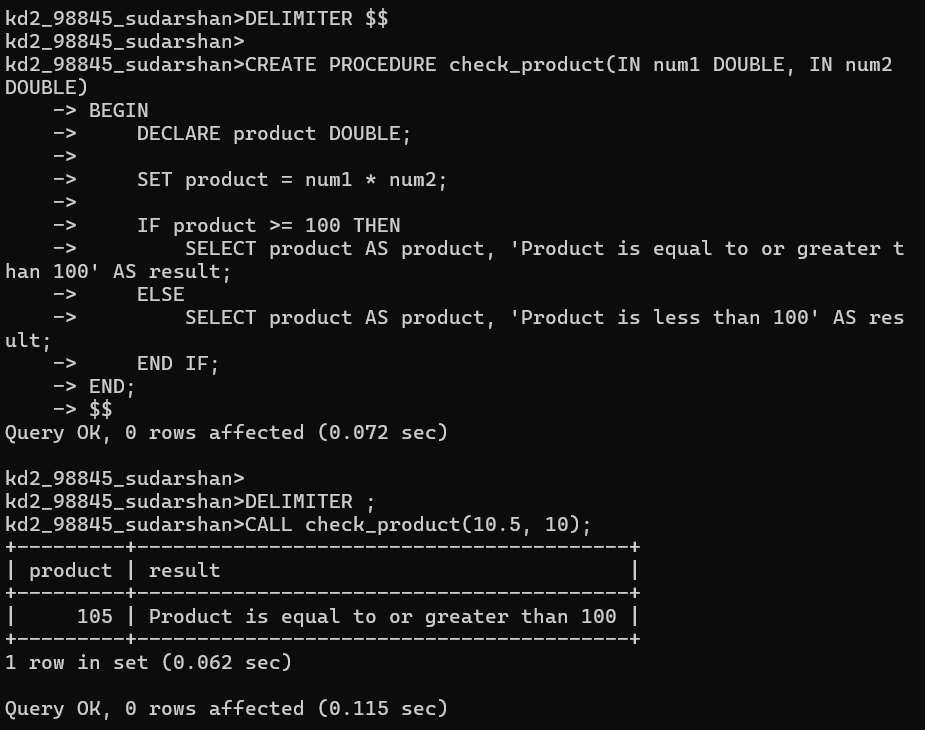 kd2_98845_sudarshan>DELIMITER $$
kd2_98845_sudarshan>
kd2_98845_sudarshan>CREATE PROCEDURE check_product(IN num1 DOUBLE, IN num2
DOUBLE)
    -> BEGIN
    ->     DECLARE product DOUBLE;
    ->
    ->     SET product = num1 * num2;
    ->
    ->     IF product >= 100 THEN
    ->         SELECT product AS product, 'Product is equal to or greater t
han 100' AS result;
    ->     ELSE
    ->         SELECT product AS product, 'Product is less than 100' AS res
ult;
    ->     END IF;
    -> END;
    -> $$
Query OK, 0 rows affected (0.072 sec)

kd2_98845_sudarshan>
kd2_98845_sudarshan>DELIMITER ;
kd2_98845_sudarshan>CALL check_product(10.5, 10);
+---------+-----------------------------------------+
| product | result                                  |
+---------+-----------------------------------------+
|     105 | Product is equal to or greater than 100 |
+---------+-----------------------------------------+
1 row in set (0.062 sec)

Query OK, 0 rows affected (0.115 sec)